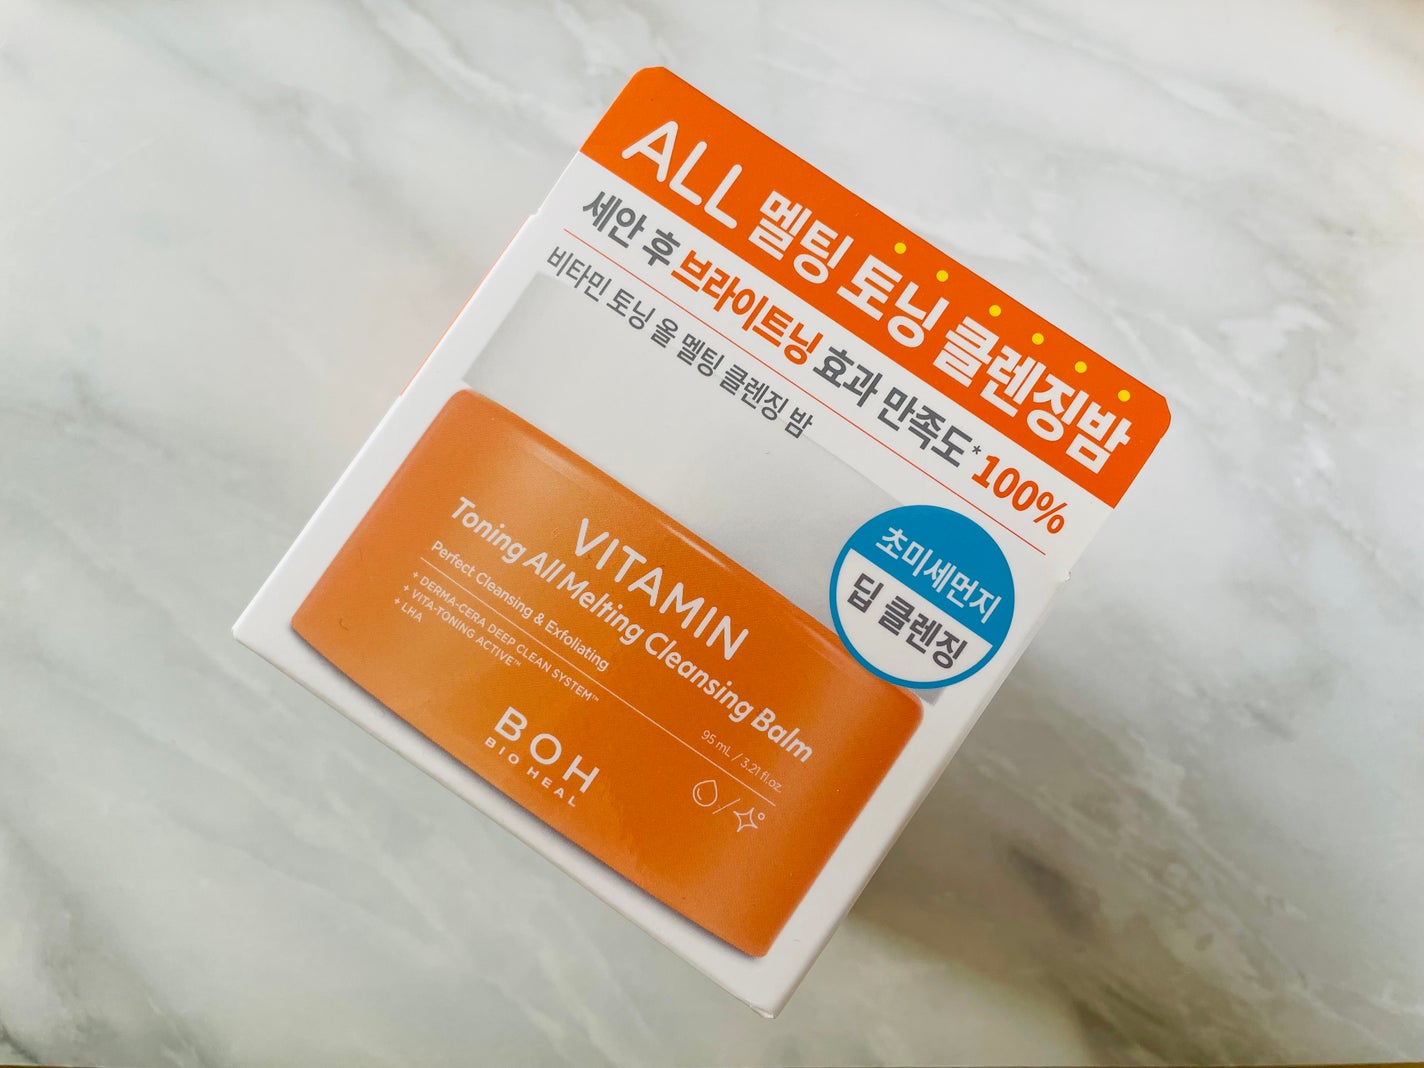 ALL 멜팅 토닝 클렌징밤
세안 후 브라이트닝 효과 만족도* 100%
비타민 토닝 올 멜팅 클렌징 밤
초미세먼지
딥 클렌징
VITAMIN
Toning All Melting Cleansing Balm
Perfect Cleansing & Exfoliating
+ DERMA-CERA DEEP CLEAN SYSTEM™
+ VITA-TONING ACTIVE™
+ LHA
95 mL / 3.21 fl.oz.
BOH
BIOHEAL